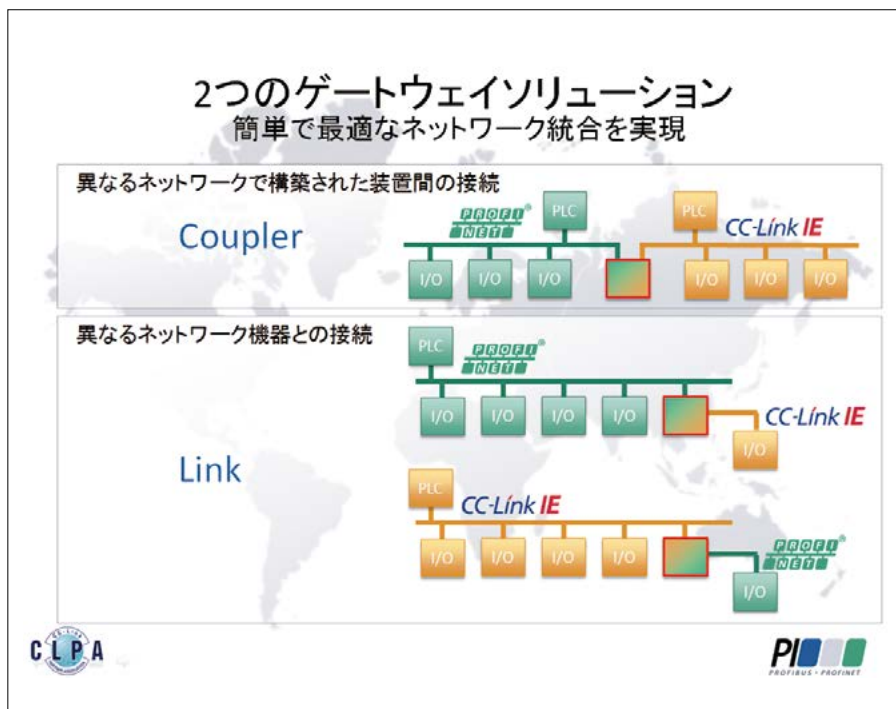 2つのゲートウェイソリューション
簡単で最適なネットワーク統合を実現
異なるネットワークで構築された装置間の接続
Coupler
PROFI NET®
PLC
PLC
CC-Link IE
I/O
I/O
I/O
I/O
I/O
I/O
異なるネットワーク機器との接続
Link
PLC
PROFI NET®
I/O
I/O
I/O
I/O
CC-Link IE
I/O
PLC
CC-Link IE
I/O
I/O
I/O
I/O
PROFI NET®
I/O
CC-Link
CLPA
PI
PROFIBUS • PROFINET